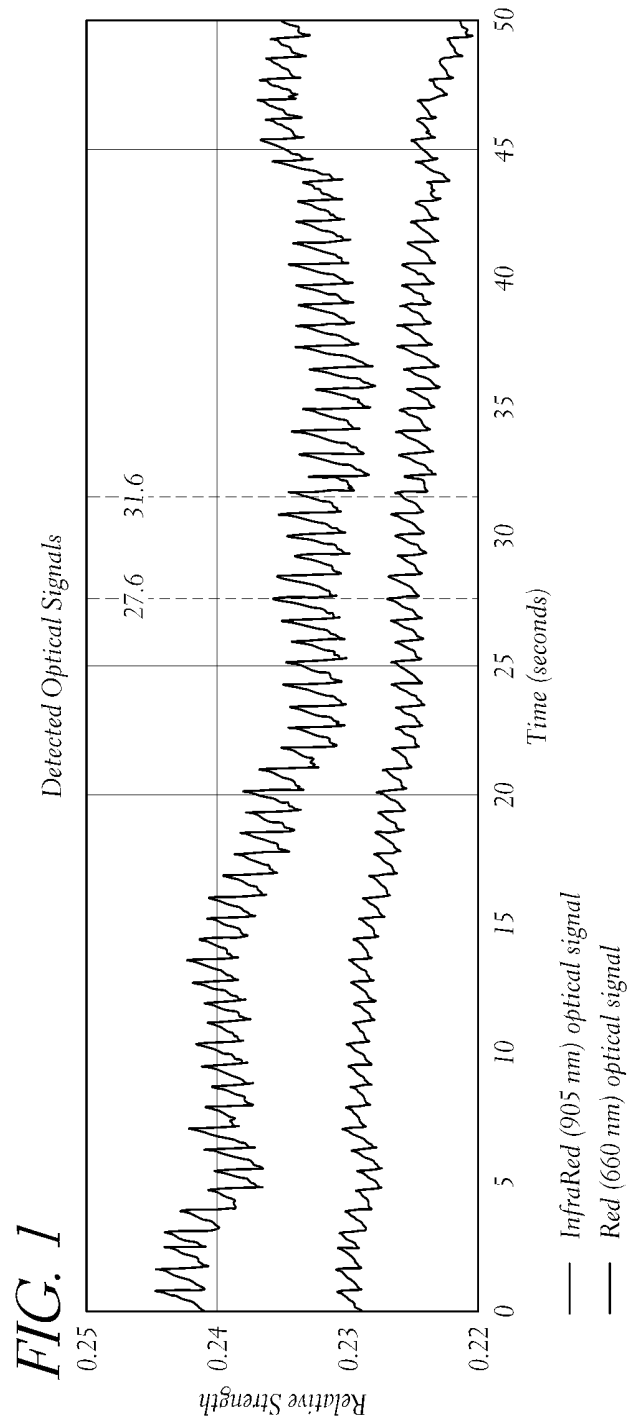 FIG. 1
Detected Optical Signals
27.6
31.6
0.25
0.24
0.23
0.22
Relative Strength
0
5
10
15
20
25
30
35
40
45
50
Time (seconds)
InfraRed (905 nm) optical signal
Red (660 nm) optical signal